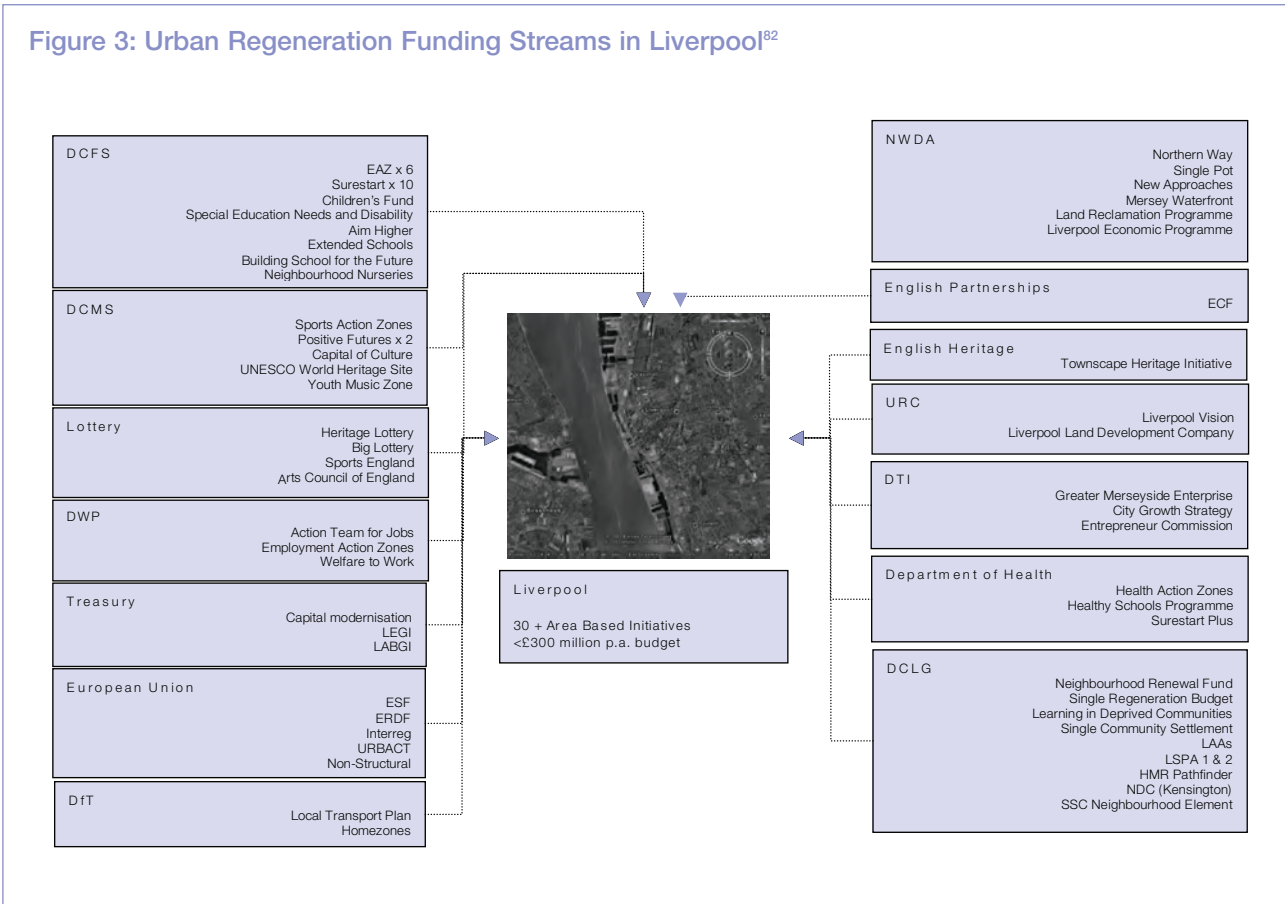 Figure 3: Urban Regeneration Funding Streams in Liverpool82
DCFS
EAZ x 6
Surestart x 10
Children's Fund
Special Education Needs and Disability
Aim Higher
Extended Schools
Building School for the Future
Neighbourhood Nurseries
DCMS
Sports Action Zones
Positive Futures x 2
Capital of Culture
UNESCO World Heritage Site
Youth Music Zone
Lottery
Heritage Lottery
Big Lottery
Sports England
Arts Council of England
DWP
Action Team for Jobs
Employment Action Zones
Welfare to Work
Treasury
Capital modernisation
LEGI
LABGI
European Union
ESF
ERDF
Interreg
URBACT
Non-Structural
DfT
Local Transport Plan
Homezones
Liverpool
30 + Area Based Initiatives
<£300 million p.a. budget
NWDA
Northern Way
Single Pot
New Approaches
Mersey Waterfront
Land Reclamation Programme
Liverpool Economic Programme
English Partnerships
ECF
English Heritage
Townscape Heritage Initiative
URC
Liverpool Vision
Liverpool Land Development Company
DTI
Greater Merseyside Enterprise
City Growth Strategy
Entrepreneur Commission
Department of Health
Health Action Zones
Healthy Schools Programme
Surestart Plus
DCLG
Neighbourhood Renewal Fund
Single Regeneration Budget
Learning in Deprived Communities
Single Community Settlement
LAAs
LSPA 1 & 2
HMR Pathfinder
NDC (Kensington)
SSC Neighbourhood Element